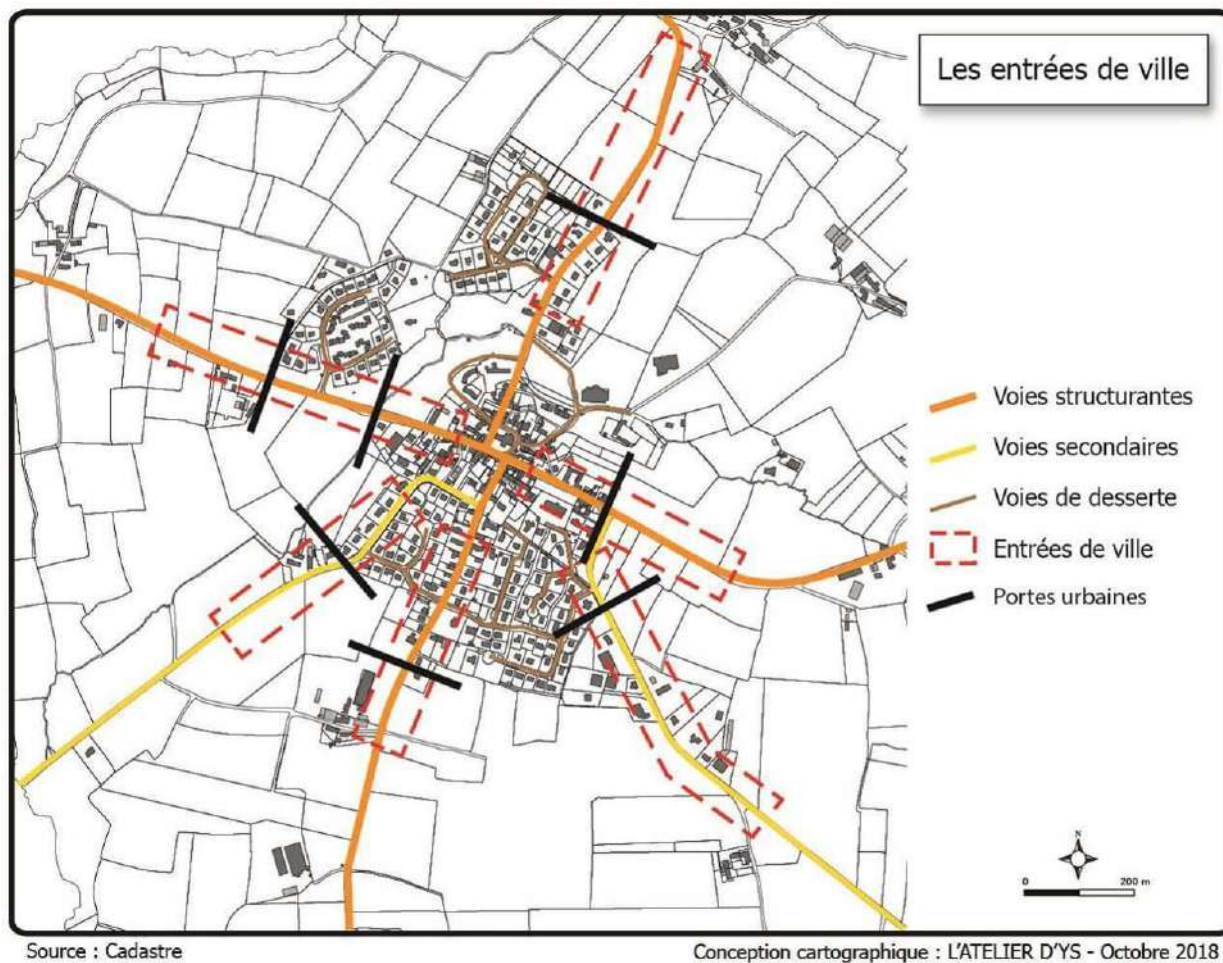 Les entrées de ville
Voies structurantes
Voies secondaires
Voies de desserte
Entrées de ville
Portes urbaines
N
0 200 m
Source : Cadastre
Conception cartographique : L'ATELIER D'YS - Octobre 2018